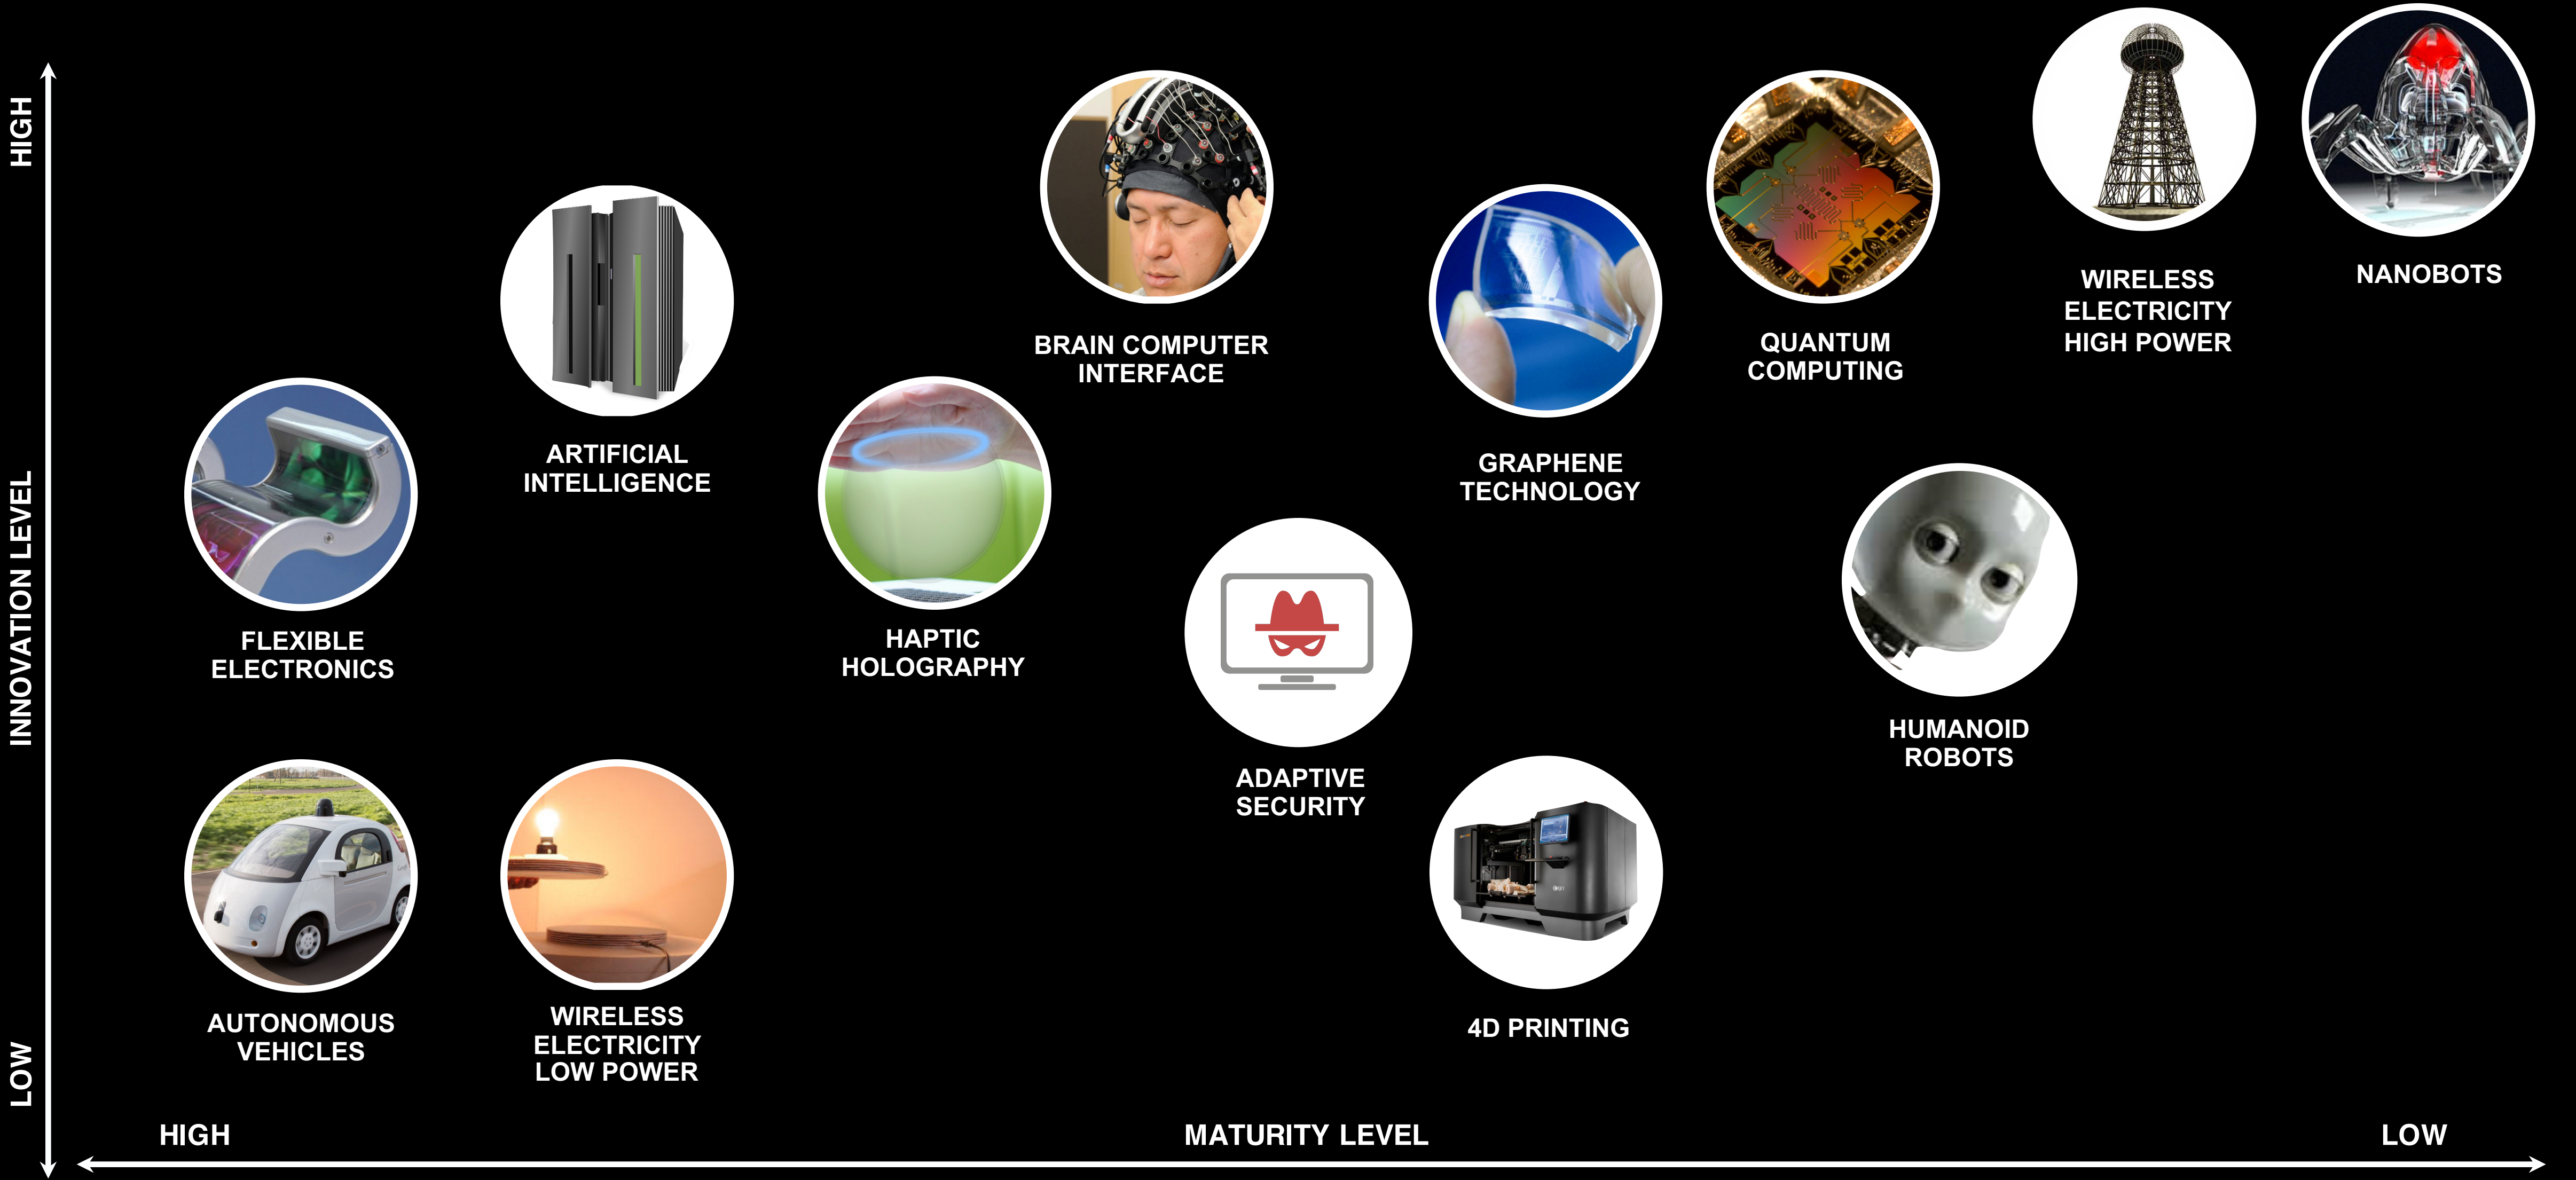 HIGH
INNOVATION LEVEL
LOW
WIRELESS
ELECTRICITY
HIGH POWER
NANOBOTS
BRAIN COMPUTER
INTERFACE
QUANTUM
COMPUTING
ARTIFICIAL
INTELLIGENCE
GRAPHENE
TECHNOLOGY
FLEXIBLE
ELECTRONICS
HAPTIC
HOLOGRAPHY
HUMANOID
ROBOTS
ADAPTIVE
SECURITY
AUTONOMOUS
VEHICLES
WIRELESS
ELECTRICITY
LOW POWER
4D PRINTING
HIGH
MATURITY LEVEL
LOW